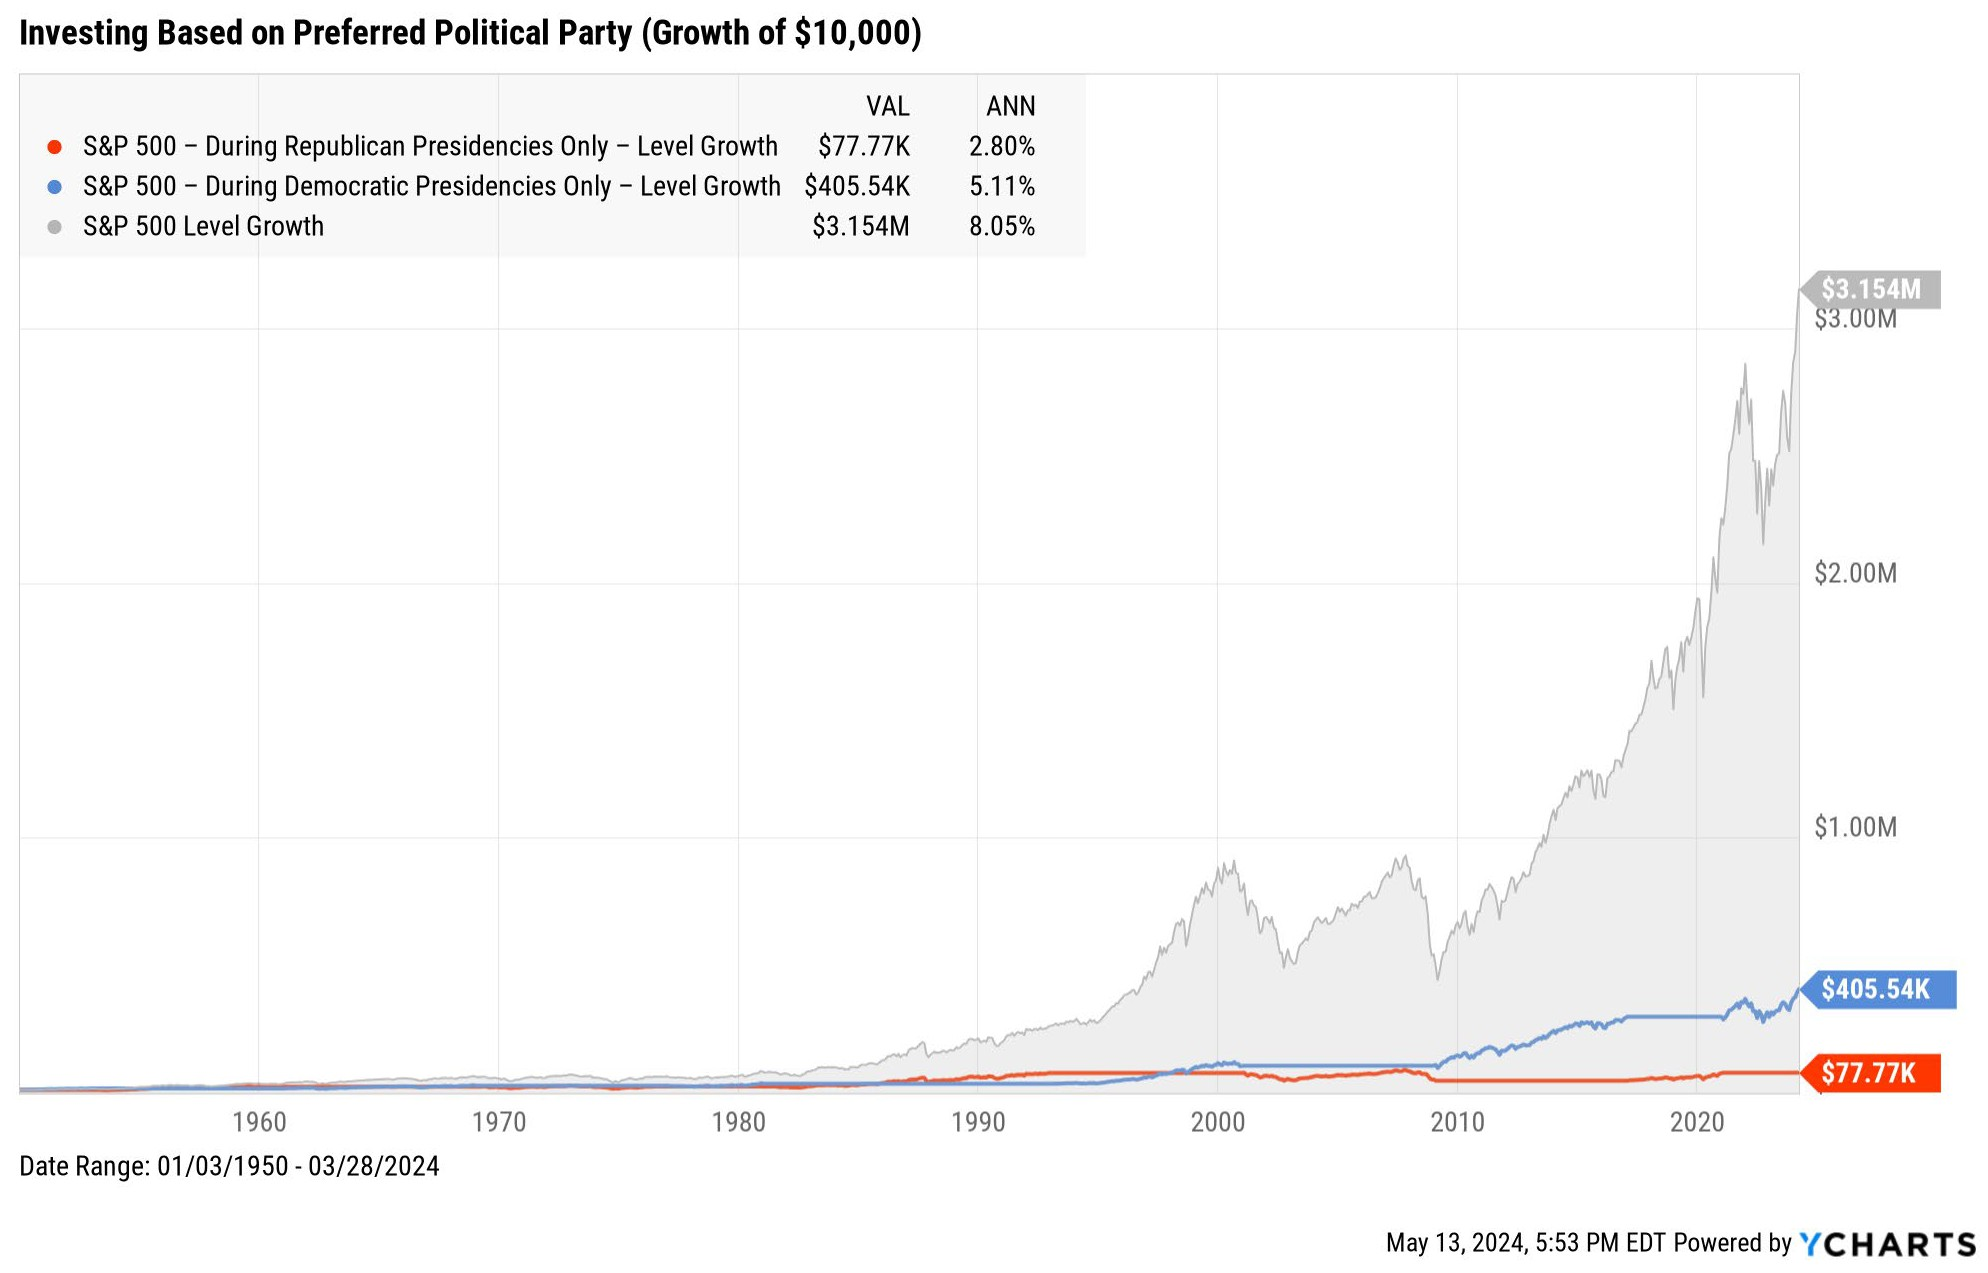 Investing Based on Preferred Political Party (Growth of $10,000)
VAL ANN
S&P 500 – During Republican Presidencies Only – Level Growth $77.77K 2.80%
S&P 500 – During Democratic Presidencies Only – Level Growth $405.54K 5.11%
S&P 500 Level Growth $3.154M 8.05%
$3.154M
$3.00M
$2.00M
$1.00M
$405.54K
$77.77K
1960 1970 1980 1990 2000 2010 2020
Date Range: 01/03/1950 - 03/28/2024
May 13, 2024, 5:53 PM EDT Powered by YCHARTS